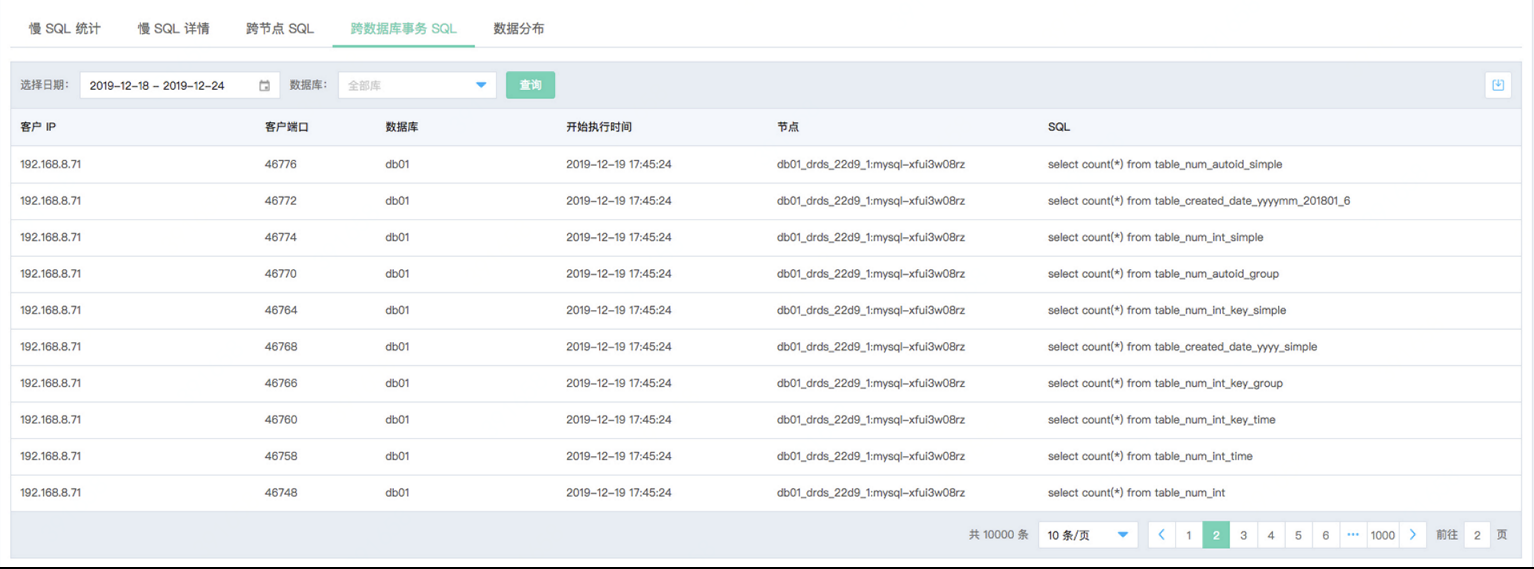 慢 SQL 统计 慢 SQL 详情 跨节点 SQL 跨数据库事务 SQL 数据分布
选择日期: 2019-12-18 - 2019-12-24 数据库: 全部库 查询
客户 IP 客户端口 数据库 开始执行时间 节点 SQL
192.168.8.71 46776 db01 2019-12-19 17:45:24 db01_drds_22d9_1:mysql-xfui3w08rz select count(*) from table_num_autoid_simple
192.168.8.71 46772 db01 2019-12-19 17:45:24 db01_drds_22d9_1:mysql-xfui3w08rz select count(*) from table_created_date_yyyymm_201801_6
192.168.8.71 46774 db01 2019-12-19 17:45:24 db01_drds_22d9_1:mysql-xfui3w08rz select count(*) from table_num_int_simple
192.168.8.71 46770 db01 2019-12-19 17:45:24 db01_drds_22d9_1:mysql-xfui3w08rz select count(*) from table_num_autoid_group
192.168.8.71 46764 db01 2019-12-19 17:45:24 db01_drds_22d9_1:mysql-xfui3w08rz select count(*) from table_num_int_key_simple
192.168.8.71 46768 db01 2019-12-19 17:45:24 db01_drds_22d9_1:mysql-xfui3w08rz select count(*) from table_created_date_yyyy_simple
192.168.8.71 46766 db01 2019-12-19 17:45:24 db01_drds_22d9_1:mysql-xfui3w08rz select count(*) from table_num_int_key_group
192.168.8.71 46760 db01 2019-12-19 17:45:24 db01_drds_22d9_1:mysql-xfui3w08rz select count(*) from table_num_int_key_time
192.168.8.71 46758 db01 2019-12-19 17:45:24 db01_drds_22d9_1:mysql-xfui3w08rz select count(*) from table_num_int_time
192.168.8.71 46748 db01 2019-12-19 17:45:24 db01_drds_22d9_1:mysql-xfui3w08rz select count(*) from table_num_int
共 10000 条 10 条/页 1 2 3 4 5 6 ··· 1000 前往 2 页